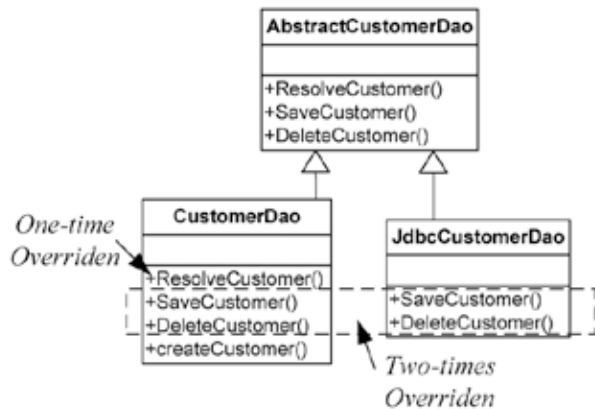 AbstractCustomerDao
+ResolveCustomer()
+SaveCustomer()
+DeleteCustomer()
One-time
Overriden
CustomerDao
+ResolveCustomer()
+SaveCustomer()
+DeleteCustomer()
+createCustomer()
JdbcCustomerDao
+SaveCustomer()
+DeleteCustomer()
Two-times
Overriden